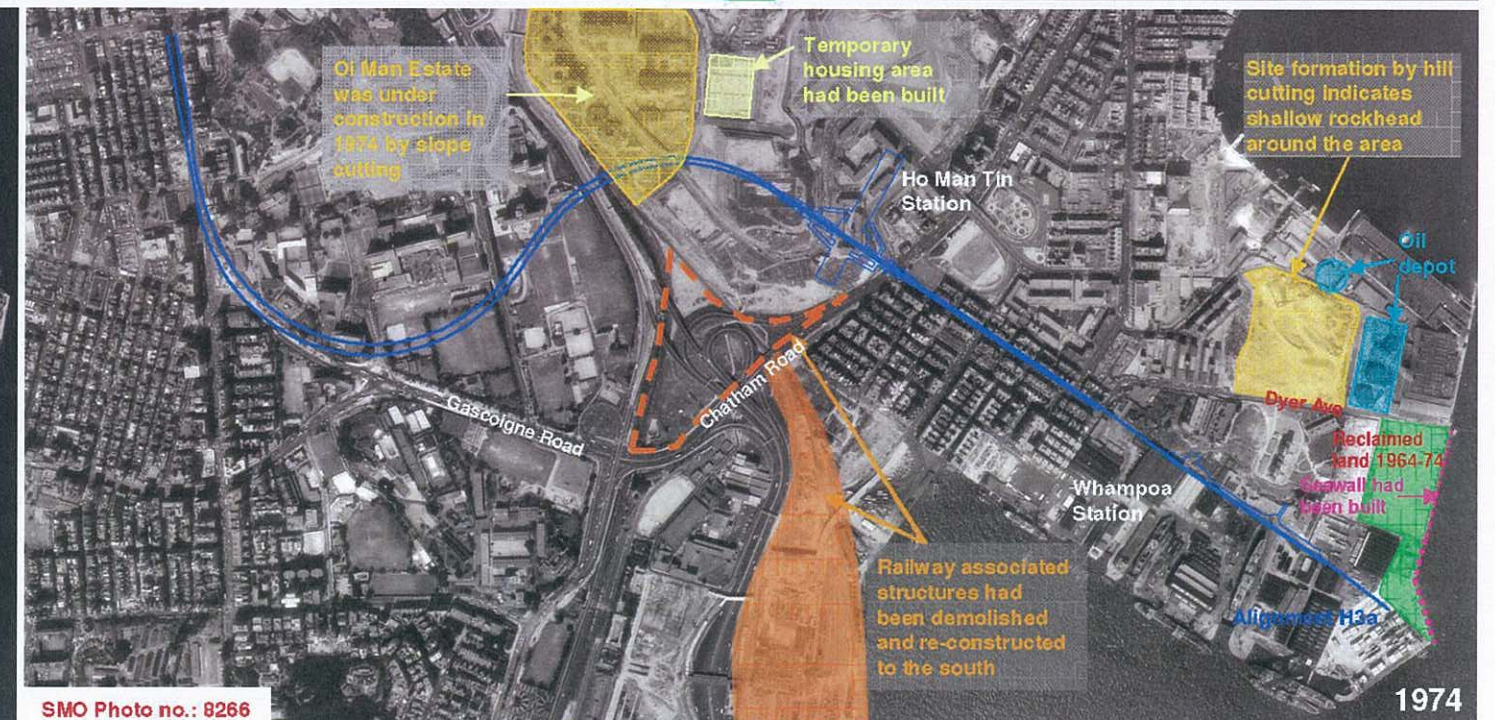 Oi Man Estate
was under
construction in
1974 by slope
cutting
Temporary
housing area
had been built
Site formation by hill
cutting indicates
shallow rockhead
around the area
Ho Man Tin
Station
Oil
depot
Chatham Road
Gascoigne Road
Dyer Ave
Reclaimed
land 1964-74
Seawall had
been built
Whampoa
Station
Railway associated
structures had
been demolished
and re-constructed
to the south
Alignment H3a
SMO Photo no.: 8266
1974